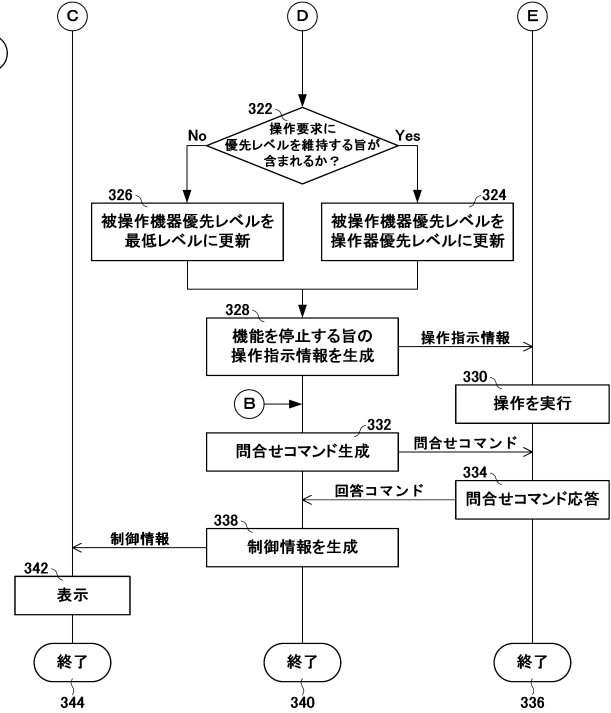 C
D
E
322
操作要求に
優先レベルを維持する旨が
含まれるか？
No
Yes
326
被操作機器優先レベルを
最低レベルに更新
324
被操作機器優先レベルを
操作器優先レベルに更新
328
機能を停止する旨の
操作指示情報を生成
操作指示情報
330
操作を実行
B
332
問合せコマンド生成
問合せコマンド
334
問合せコマンド応答
回答コマンド
338
制御情報を生成
制御情報
342
表示
終了
終了
終了
344
340
336